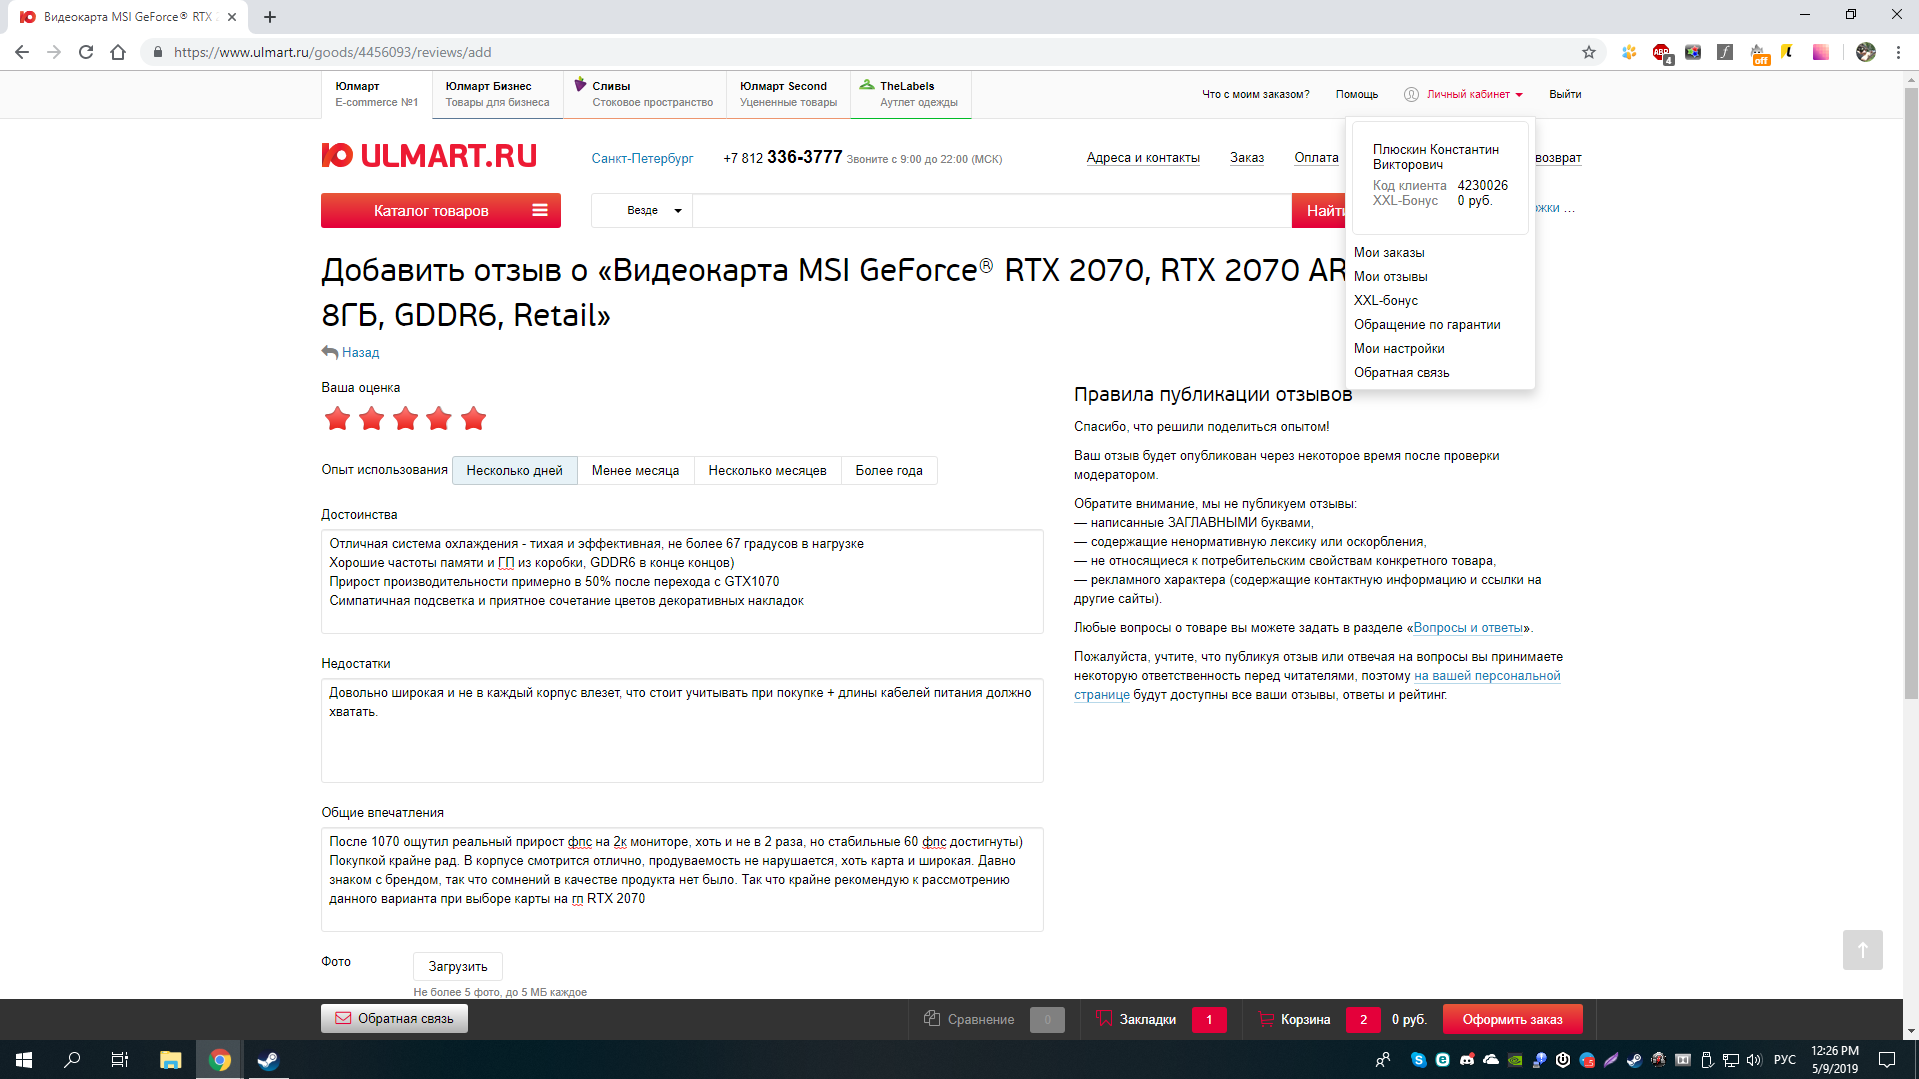 Видеокарта MSI GeForce® RTX 2
https://www.ulmart.ru/goods/4456093/reviews/add
4
off
Юлмарт
E-commerce №1
Юлмарт Бизнес
Товары для бизнеса
Сливы
Стоковое пространство
Юлмарт Second
Уцененные товары
TheLabels
Аутлет одежды
Что с моим заказом?
Помощь
Личный кабинет
Выйти
ULMART.RU
Санкт-Петербург
+7 812 336-3777 Звоните с 9:00 до 22:00 (МСК)
Адреса и контакты
Заказ
Оплата
возврат
Плюскин Константин
Викторович
Код клиента 4230026
XXL-Бонус 0 руб.
Мои заказы
Мои отзывы
XXL-бонус
Обращение по гарантии
Мои настройки
Обратная связь
Каталог товаров
Везде
Найти
жки ...
Добавить отзыв о «Видеокарта MSI GeForce® RTX 2070, RTX 2070 AR
8ГБ, GDDR6, Retail»
Назад
Ваша оценка
Опыт использования
Несколько дней
Менее месяца
Несколько месяцев
Более года
Достоинства
Отличная система охлаждения - тихая и эффективная, не более 67 градусов в нагрузке
Хорошие частоты памяти и ГП из коробки, GDDR6 в конце концов)
Прирост производительности примерно в 50% после перехода с GTX1070
Симпатичная подсветка и приятное сочетание цветов декоративных накладок
Недостатки
Довольно широкая и не в каждый корпус влезет, что стоит учитывать при покупке + длины кабелей питания должно
хватать.
Общие впечатления
После 1070 ощутил реальный прирост фпс на 2к мониторе, хоть и не в 2 раза, но стабильные 60 фпс достигнуты)
Покупкой крайне рад. В корпусе смотрится отлично, продуваемость не нарушается, хоть карта и широкая. Давно
знаком с брендом, так что сомнений в качестве продукта нет было. Так что крайне рекомендую к рассмотрению
данного варианта при выборе карты на гп RTX 2070
Фото
Загрузить
Не более 5 фото, до 5 МБ каждое
Правила публикации отзывов
Спасибо, что решили поделиться опытом!
Ваш отзыв будет опубликован через некоторое время после проверки
модератором.
Обратите внимание, мы не публикуем отзывы:
— написанные ЗАГЛАВНЫМИ буквами,
— содержащие ненормативную лексику или оскорбления,
— не относящиеся к потребительским свойствам конкретного товара,
— рекламного характера (содержащие контактную информацию и ссылки на
другие сайты).
Любые вопросы о товаре вы можете задать в разделе «Вопросы и ответы».
Пожалуйста, учтите, что публикуя отзыв или отвечая на вопросы вы принимаете
некоторую ответственность перед читателями, поэтому на вашей персональной
странице будут доступны все ваши отзывы, ответы и рейтинг.
Обратная связь
Сравнение 0
Закладки 1
Корзина 2 0 руб.
Оформить заказ
РУС
12:26 PM
5/9/2019